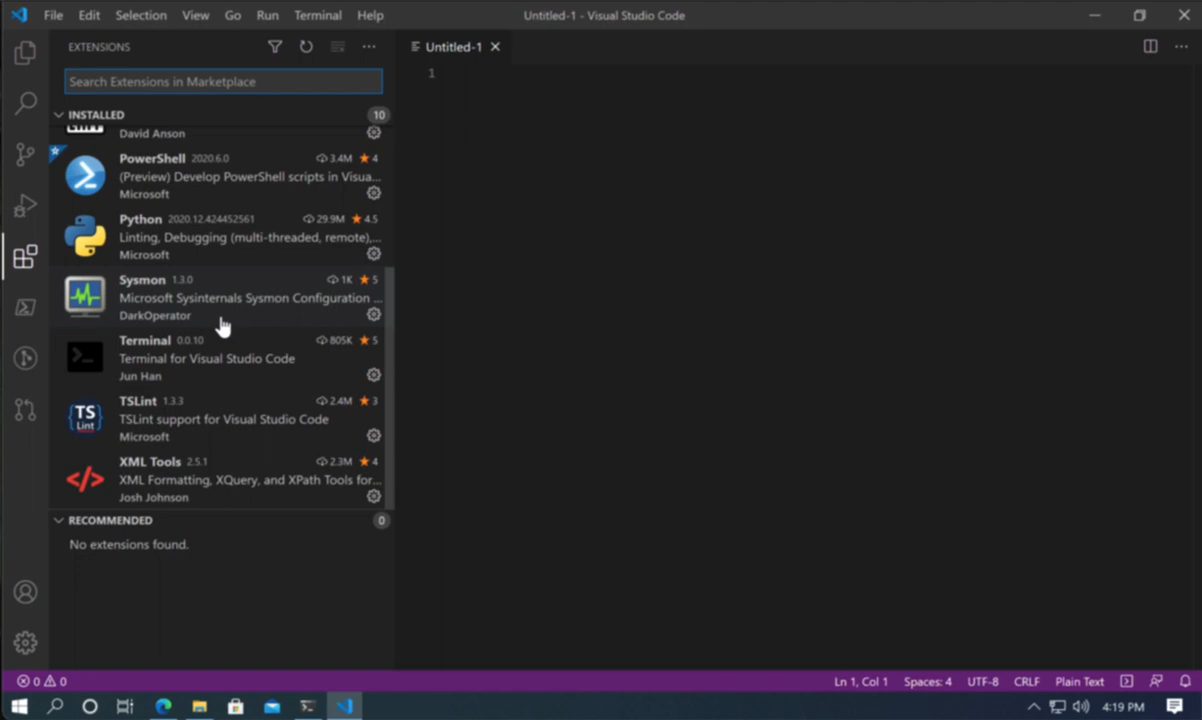 File Edit Selection View Go Run Terminal Help Untitled-1 - Visual Studio Code
EXTENSIONS
Untitled-1
Search Extensions in Marketplace
1
INSTALLED 10
David Anson
PowerShell 2020.6.0 3.4M 4
(Preview) Develop PowerShell scripts in Visua...
Microsoft
Python 2020.12.424452561 29.9M 4.5
Linting, Debugging (multi-threaded, remote),...
Microsoft
Sysmon 1.3.0 1K 5
Microsoft Sysinternals Sysmon Configuration ...
DarkOperator
Terminal 0.0.10 805K 5
Terminal for Visual Studio Code
Jun Han
TS Lint
TSLint 1.3.3 2.4M 3
TSLint support for Visual Studio Code
Microsoft
XML Tools 2.5.1 2.3M 4
XML Formatting, XQuery, and XPath Tools for...
Josh Johnson
RECOMMENDED 0
No extensions found.
0 0 Ln 1, Col 1 Spaces: 4 UTF-8 CRLF Plain Text
4:19 PM